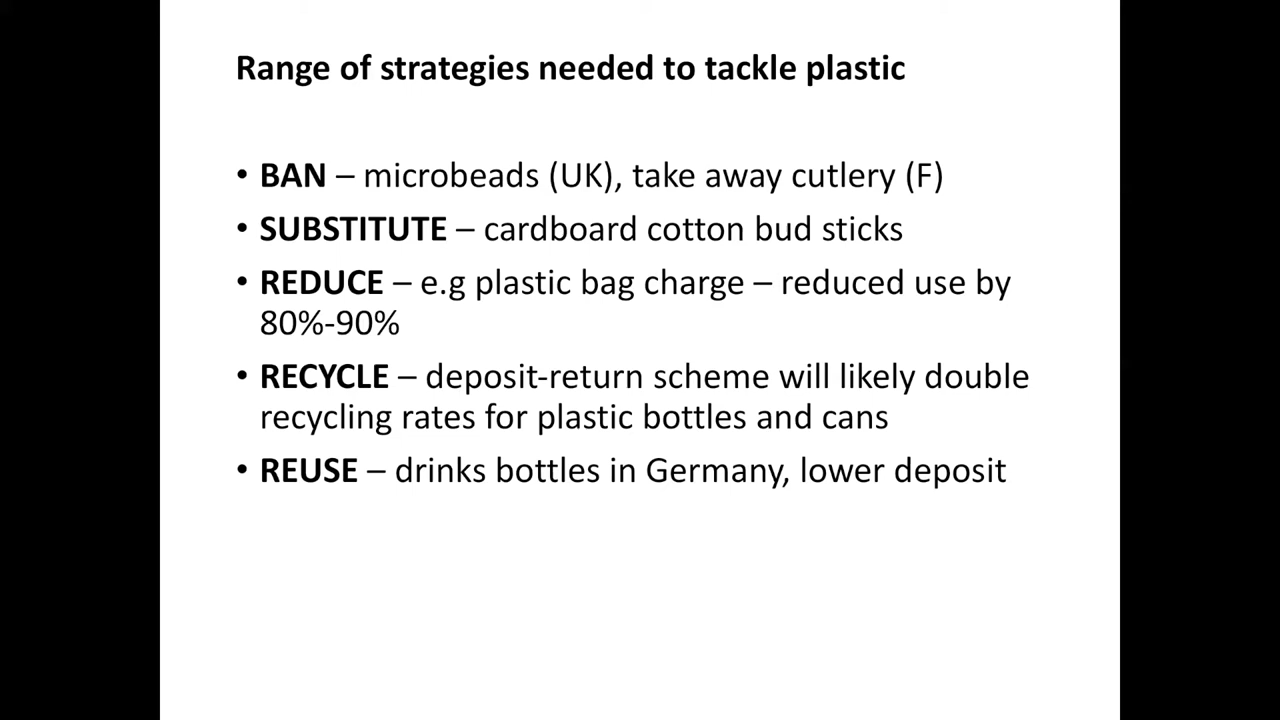 Range of strategies needed to tackle plastic
• BAN – microbeads (UK), take away cutlery (F)
• SUBSTITUTE – cardboard cotton bud sticks
• REDUCE – e.g plastic bag charge – reduced use by
80%-90%
• RECYCLE – deposit-return scheme will likely double
recycling rates for plastic bottles and cans
• REUSE – drinks bottles in Germany, lower deposit